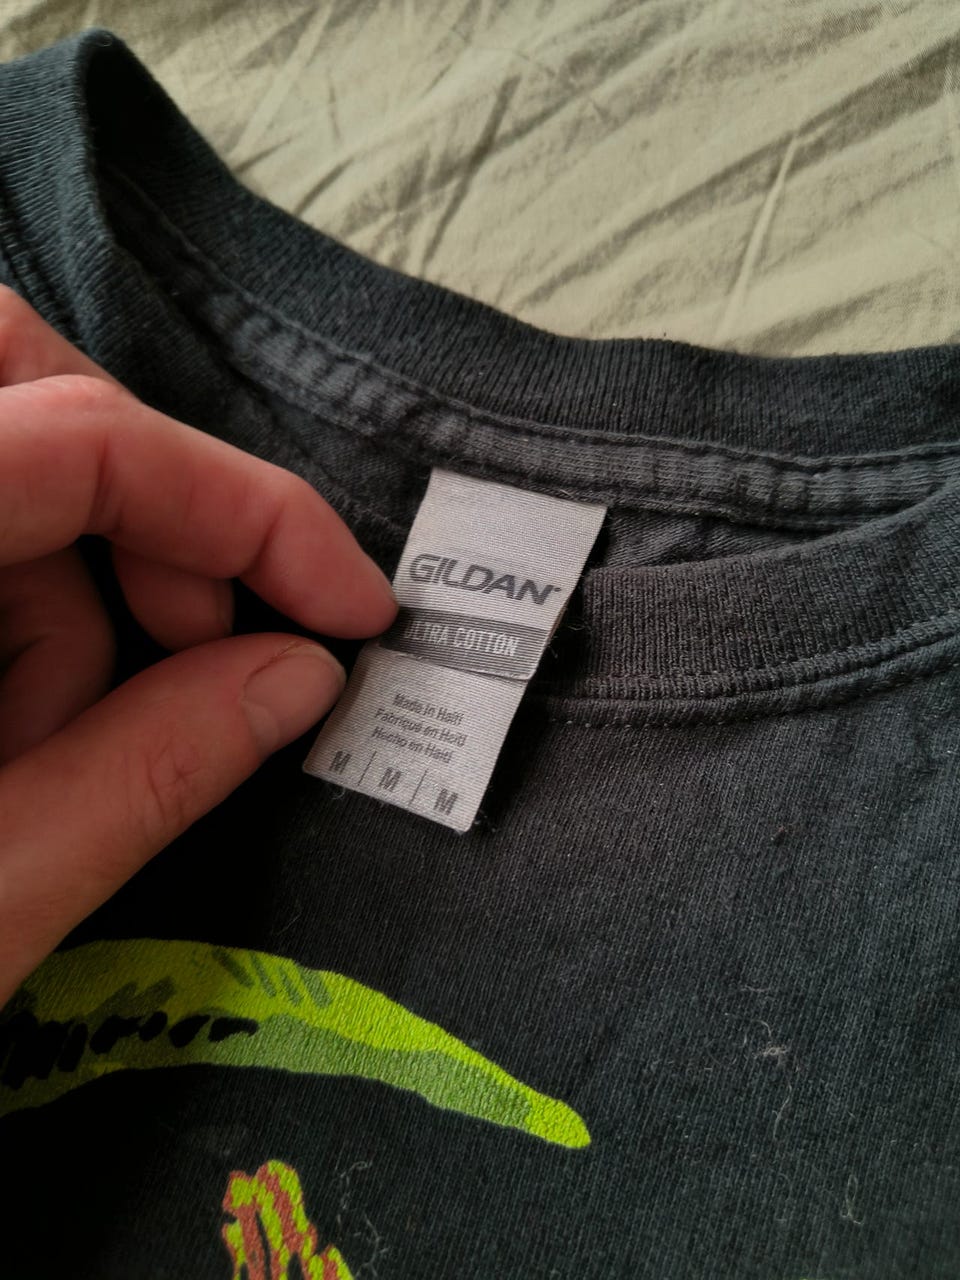 GILDAN
ULTRA COTTON
Made in Haiti
Fabriqué en Haïti
Hecho en Haití
M | M | M